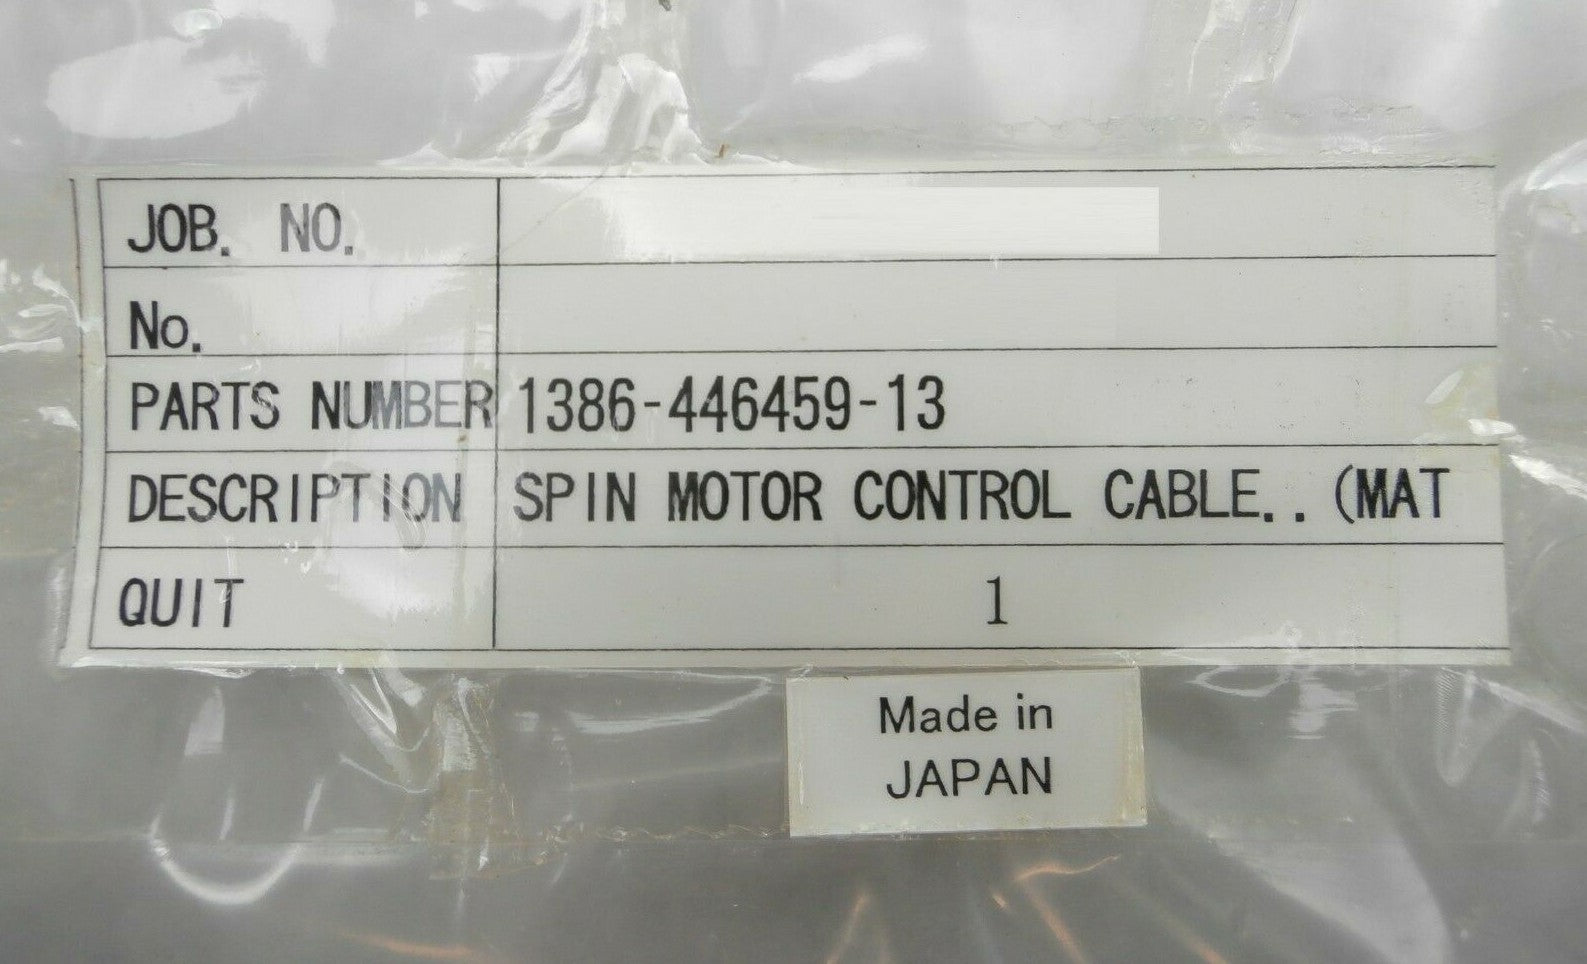 JOB. NO.
No.
PARTS NUMBER 1386-446459-13
DESCRIPTION SPIN MOTOR CONTROL CABLE.. (MAT
QUIT 1
Made in
JAPAN